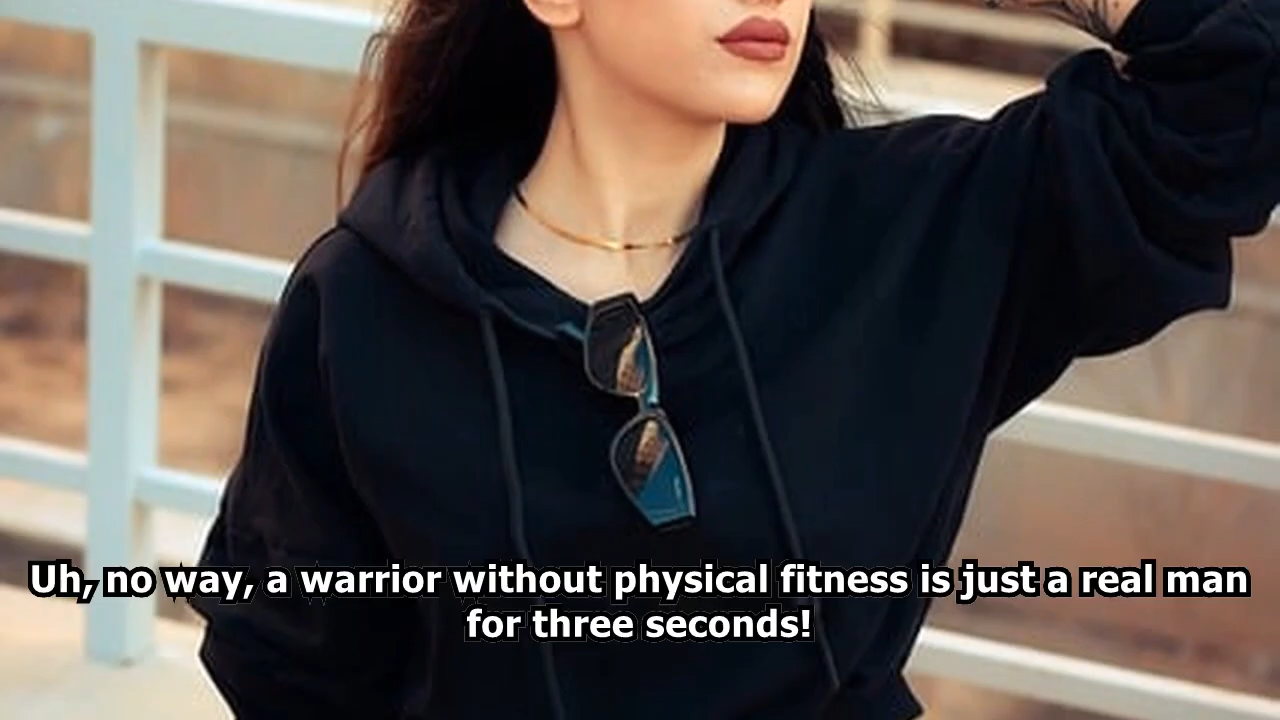 Uh, no way, a warrior without physical fitness is just a real man
for three seconds!